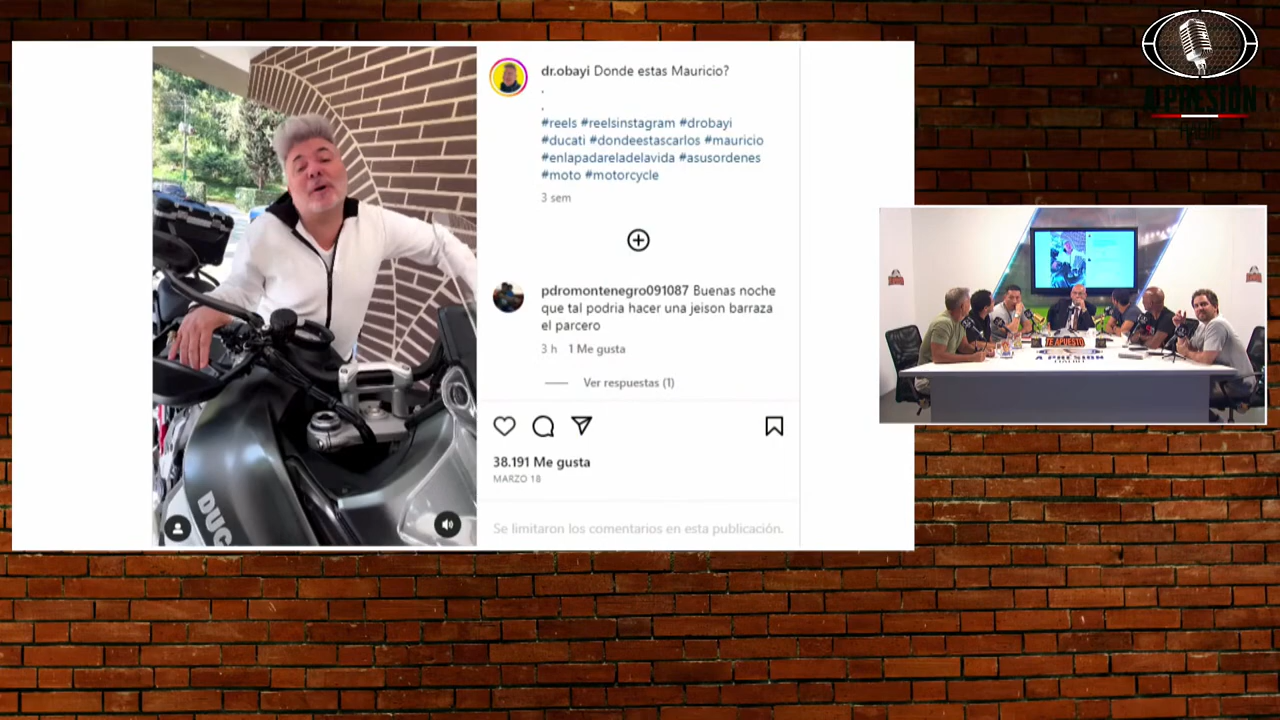 dr.obayi Donde estas Mauricio?
.
.
#reels #reelsinstagram #drobayi
#ducati #dondeestascarlos #mauricio
#enlapadareladelavida #asusordenes
#moto #motorcycle
3 sem
pdromontenegro091087 Buenas noche
que tal podria hacer una jeison barraza
el parcero
3 h 1 Me gusta
Ver respuestas (1)
38.191 Me gusta
MARZO 18
Se limitaron los comentarios en esta publicación.
DUC
A PRESIÓN
TE APUESTO
A PRESIÓN